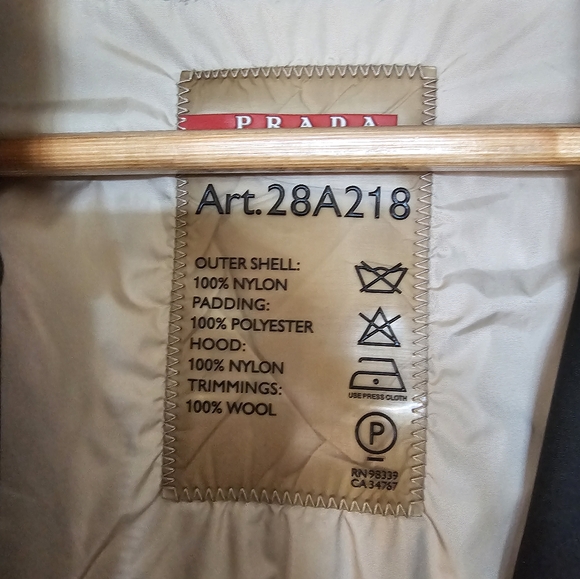 PRADA
Art. 28A218
OUTER SHELL:
100% NYLON
PADDING:
100% POLYESTER
HOOD:
100% NYLON
TRIMMINGS:
100% WOOL
USE PRESS CLOTH
P
RN 98339
CA 34767